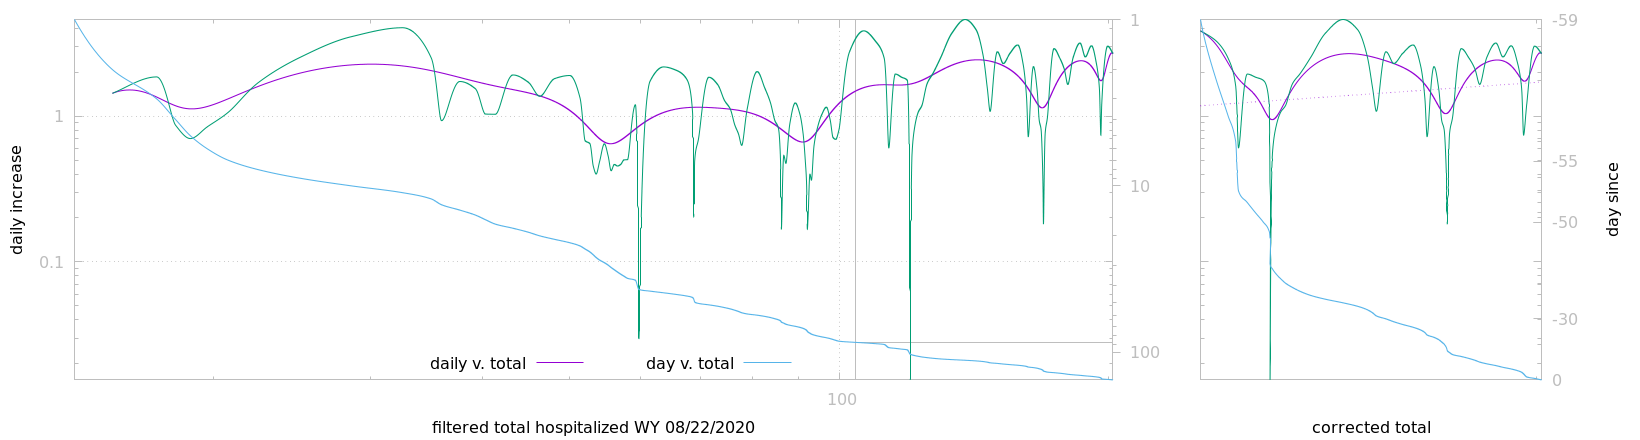 1
-59
1
10
-55
-50
daily increase
day since
0.1
-30
daily v. total
day v. total
100
0
100
filtered total hospitalized WY 08/22/2020
corrected total